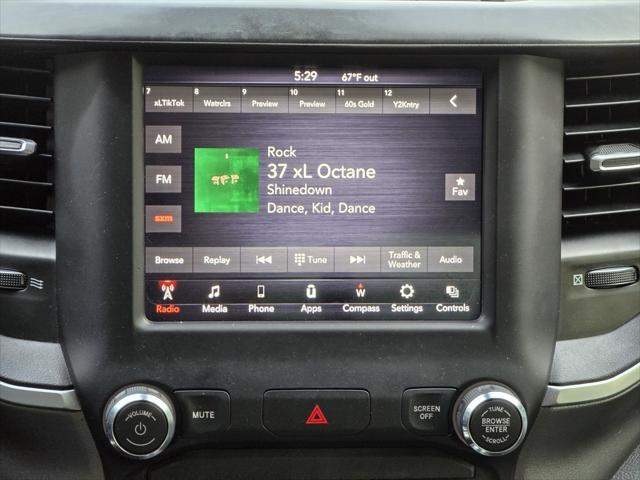 5:29 67°F out
7 8 9 10 11 12
xLTikTok Watrclrs Preview Preview 60s Gold Y2Kntry
AM
FM
sxm
Rock
37 xL Octane
Shinedown
Dance, Kid, Dance
Fav
Browse Replay Tune Traffic & Weather Audio
W
Radio Media Phone Apps Compass Settings Controls
VOLUME
MUTE
SCREEN OFF
TUNE
BROWSE
ENTER
SCROLL